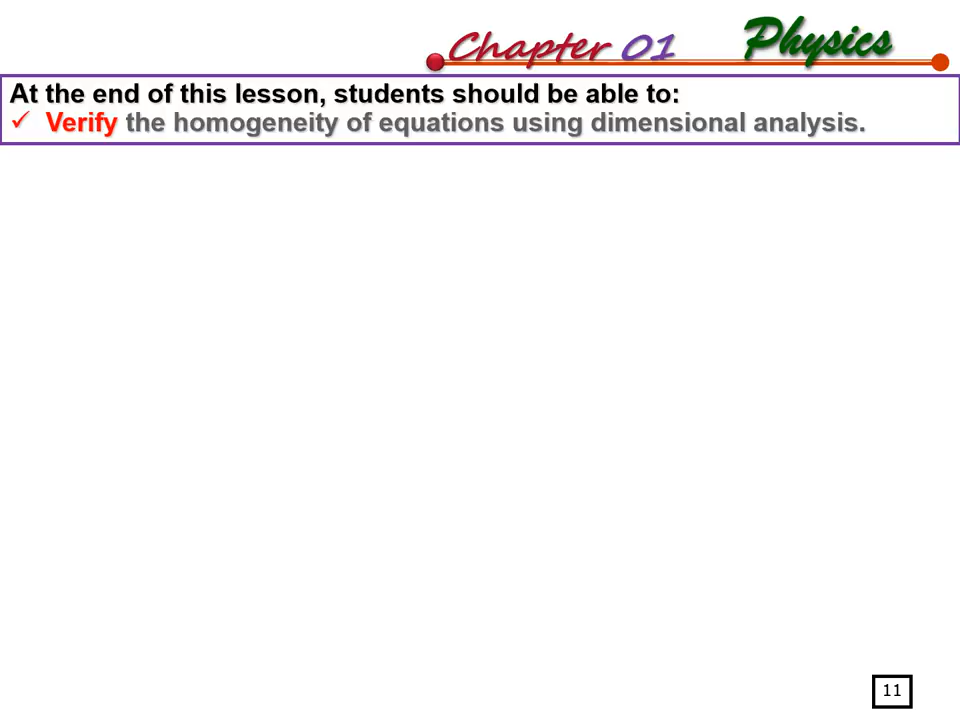 Chapter 01
Physics
At the end of this lesson, students should be able to:
✓ Verify the homogeneity of equations using dimensional analysis.
11